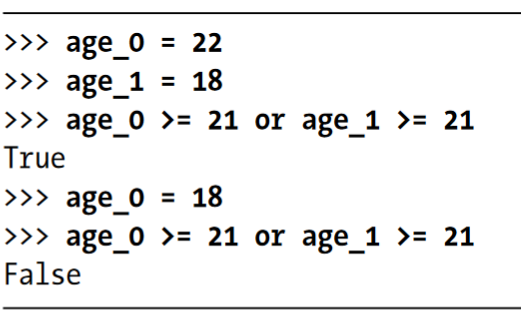 >>> age_0 = 22
>>> age_1 = 18
>>> age_0 >= 21 or age_1 >= 21
True
>>> age_0 = 18
>>> age_0 >= 21 or age_1 >= 21
False